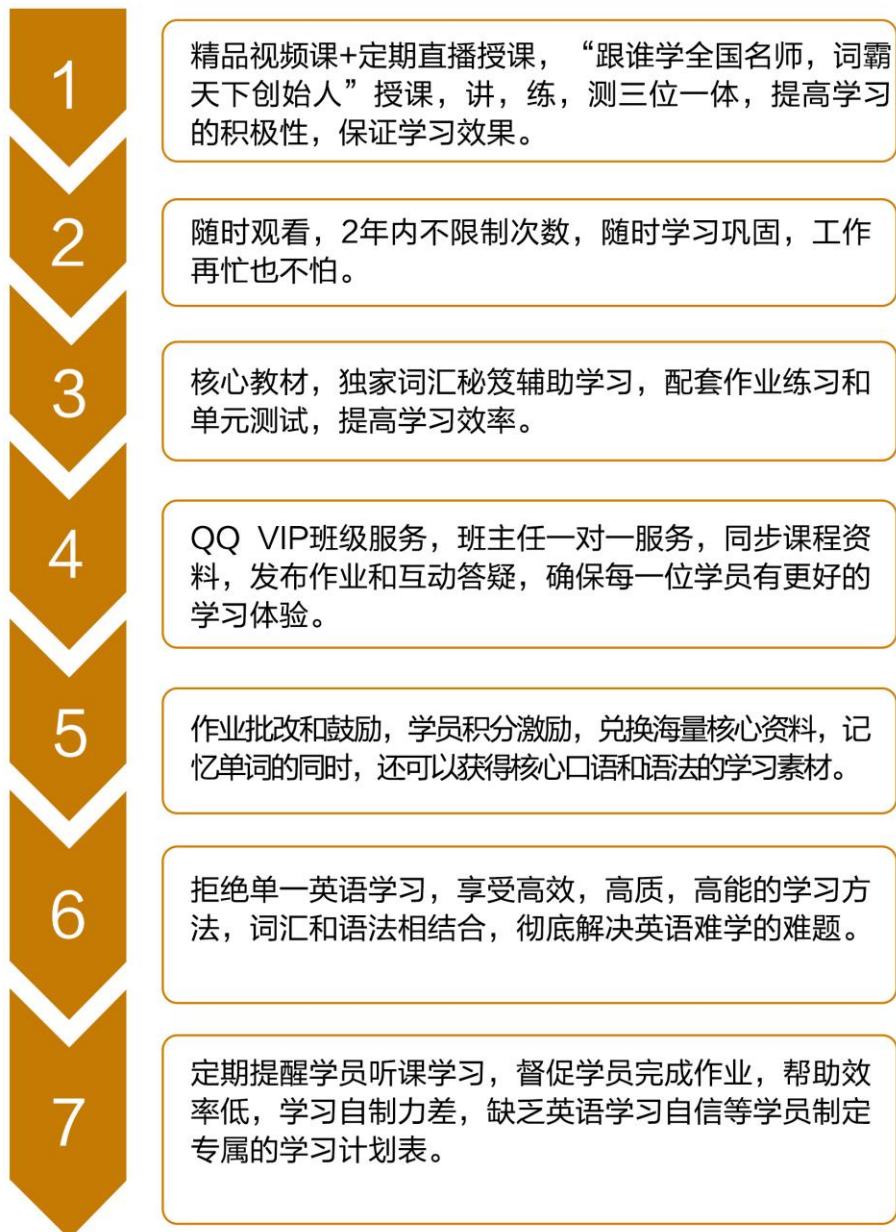 1
精品视频课+定期直播授课，“跟谁学全国名师，词霸
天下创始人”授课，讲，练，测三位一体，提高学习
的积极性，保证学习效果。
2
随时观看，2年内不限制次数，随时学习巩固，工作
再忙也不怕。
3
核心教材，独家词汇秘笈辅助学习，配套作业练习和
单元测试，提高学习效率。
4
QQ VIP班级服务，班主任一对一服务，同步课程资
料，发布作业和互动答疑，确保每一位学员有更好的
学习体验。
5
作业批改和鼓励，学员积分激励，兑换海量核心资料，记
忆单词的同时，还可以获得核心口语和语法的学习素材。
6
拒绝单一英语学习，享受高效，高质，高能的学习方
法，词汇和语法相结合，彻底解决英语难学的难题。
7
定期提醒学员听课学习，督促学员完成作业，帮助效
率低，学习自制力差，缺乏英语学习自信等学员制定
专属的学习计划表。